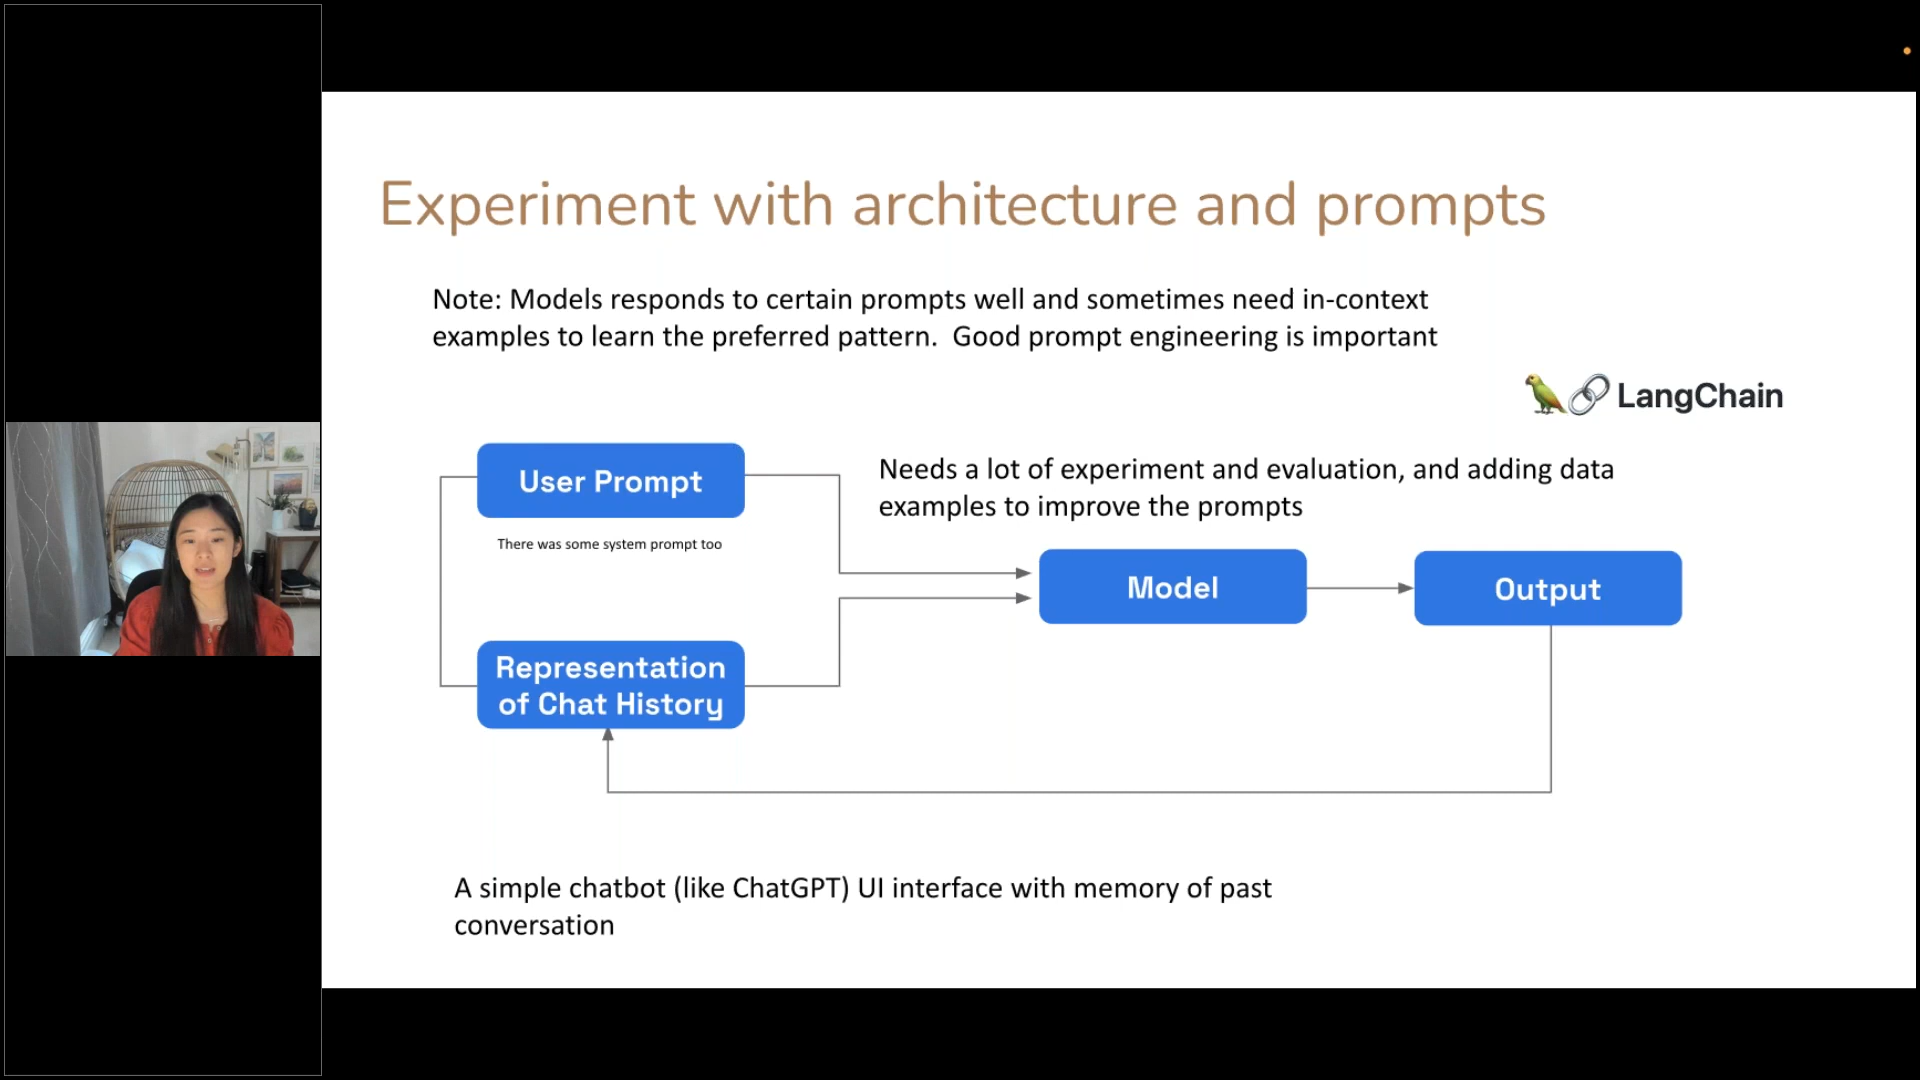 Experiment with architecture and prompts
Note: Models responds to certain prompts well and sometimes need in-context
examples to learn the preferred pattern.  Good prompt engineering is important
LangChain
User Prompt
Needs a lot of experiment and evaluation, and adding data
examples to improve the prompts
There was some system prompt too
Model
Output
Representation
of Chat History
A simple chatbot (like ChatGPT) UI interface with memory of past
conversation